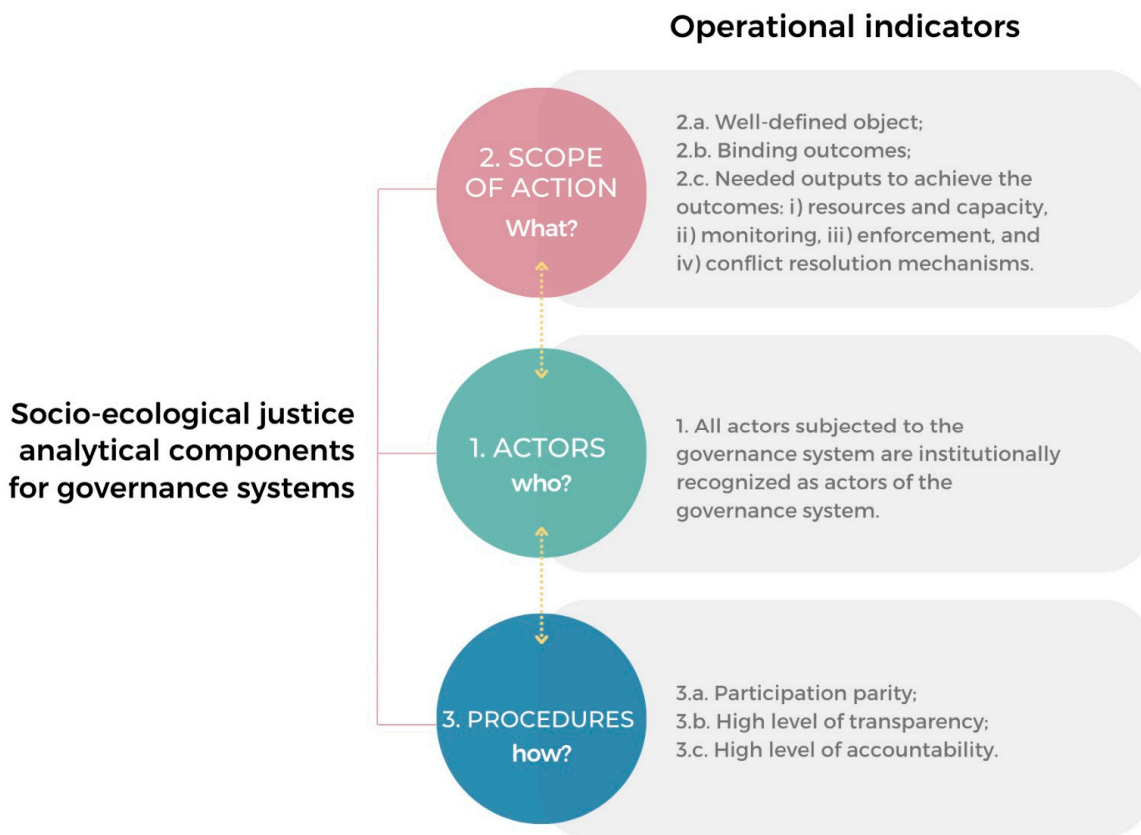 Operational indicators
2. SCOPE
OF ACTION
What?
2.a. Well-defined object;
2.b. Binding outcomes;
2.c. Needed outputs to achieve the
outcomes: i) resources and capacity,
ii) monitoring, iii) enforcement, and
iv) conflict resolution mechanisms.
Socio-ecological justice
analytical components
for governance systems
1. ACTORS
who?
1. All actors subjected to the
governance system are institutionally
recognized as actors of the
governance system.
3. PROCEDURES
how?
3.a. Participation parity;
3.b. High level of transparency;
3.c. High level of accountability.